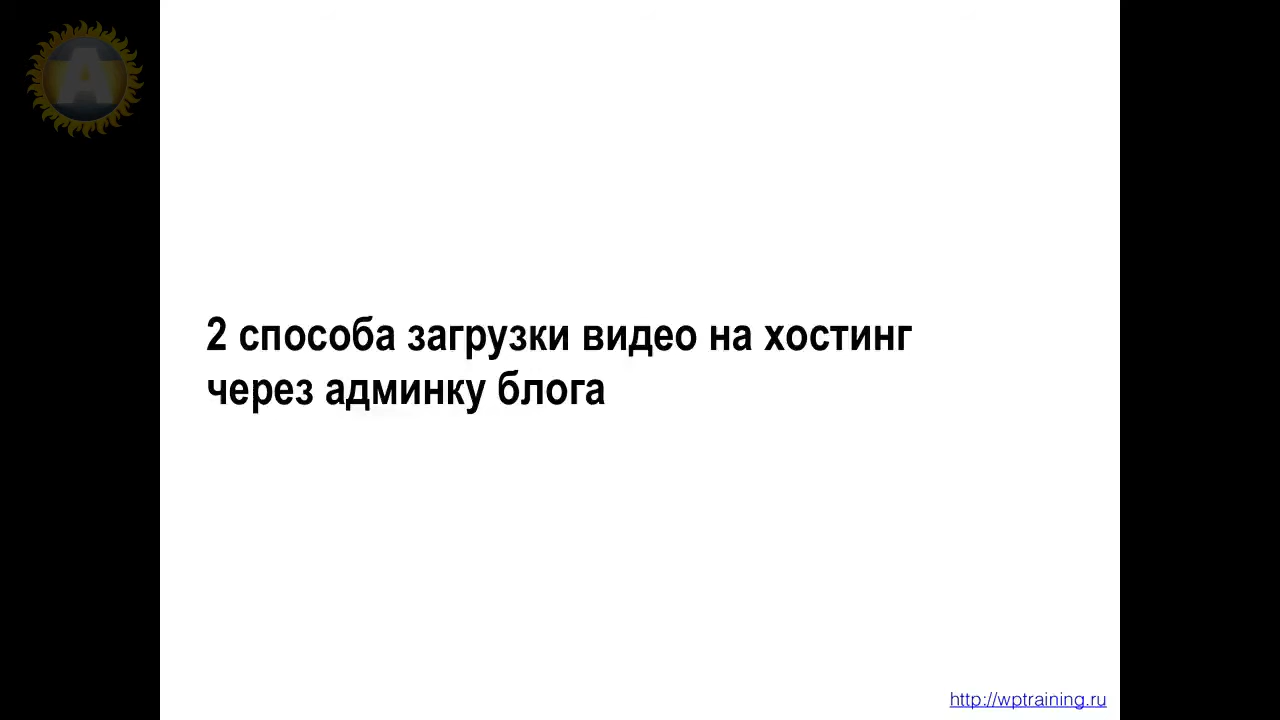 A
2 способа загрузки видео на хостинг
через админку блога
http://wptraining.ru